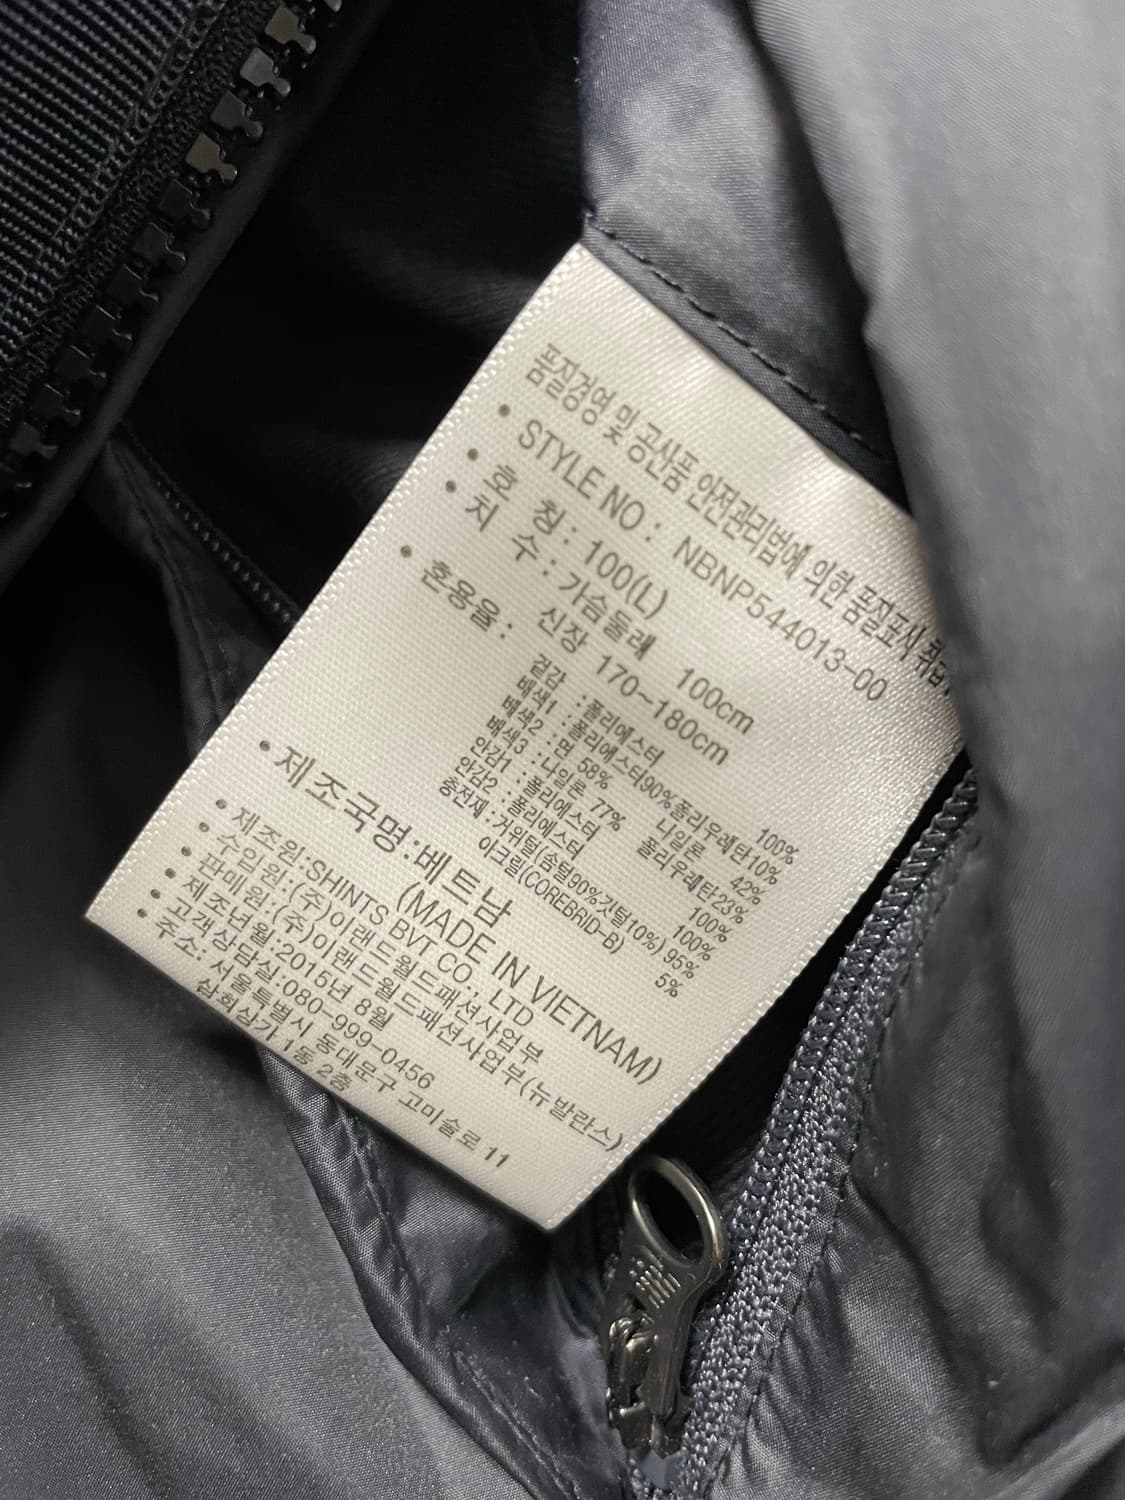 품질경영 및 공산품 안전관리법에 의한 품질표시
• STYLE NO : NBNP544013-00
• 호 칭 : 100(L)
• 치 수 : 가슴둘레 100cm
신장 170~180cm
• 혼용율 :
겉감 : 폴리에스터 100%
배색1 : 폴리에스터90%폴리우레탄10%
배색2 : 면 58% 나일론 42%
배색3 : 나일론 77% 폴리우레탄23%
안감1 : 폴리에스터 100%
안감2 : 폴리에스터 100%
충전재 : 거위털(솜털90%깃털10%) 95%
아크릴(COREBRID-B) 5%
• 제조국명:베트남
(MADE IN VIETNAM)
• 제조원:SHINTS BVT CO., LTD
• 수입원:(주)이랜드월드패션사업부
• 판매원:(주)이랜드월드패션사업부(뉴발란스)
• 제조년월:2015년 8월
• 고객상담실:080-999-0456
• 주소: 서울특별시 동대문구 고미술로 11
삼희상가 1동 2층